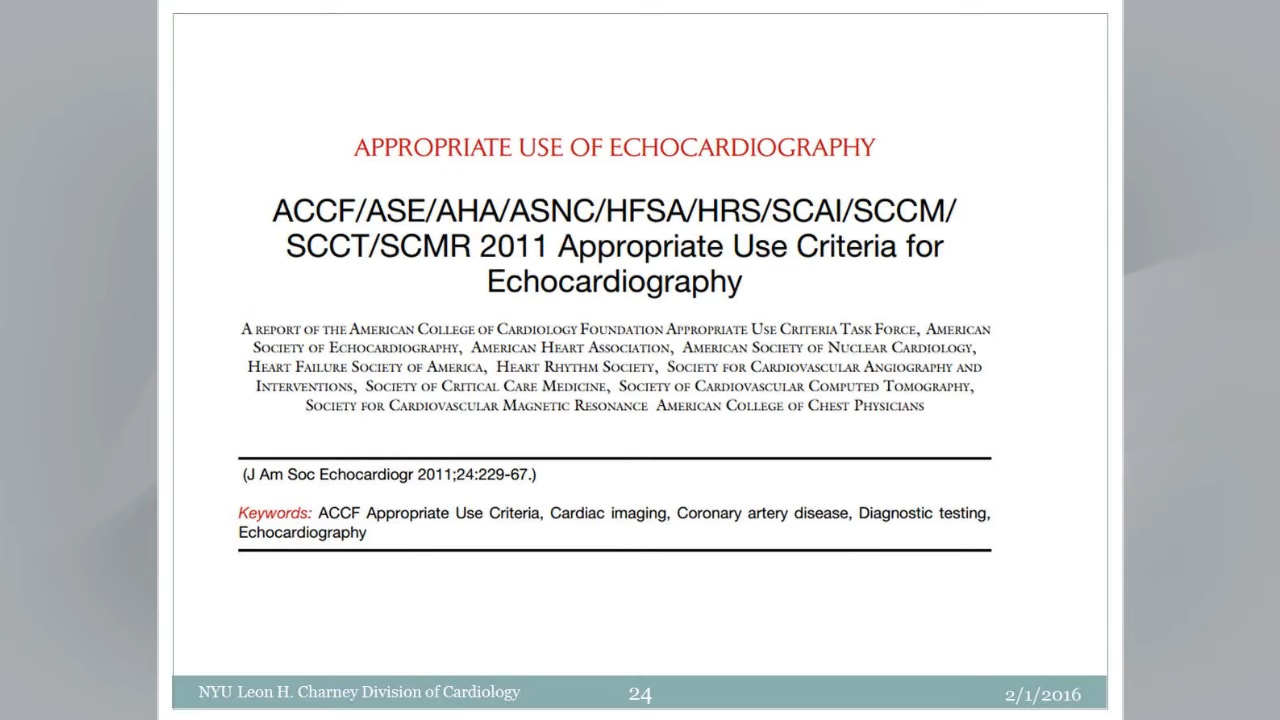 APPROPRIATE USE OF ECHOCARDIOGRAPHY
ACCF/ASE/AHA/ASNC/HFSA/HRS/SCAI/SCCM/
SCCT/SCMR 2011 Appropriate Use Criteria for
Echocardiography
A REPORT OF THE AMERICAN COLLEGE OF CARDIOLOGY FOUNDATION APPROPRIATE USE CRITERIA TASK FORCE, AMERICAN
SOCIETY OF ECHOCARDIOGRAPHY, AMERICAN HEART ASSOCIATION, AMERICAN SOCIETY OF NUCLEAR CARDIOLOGY,
HEART FAILURE SOCIETY OF AMERICA, HEART RHYTHM SOCIETY, SOCIETY FOR CARDIOVASCULAR ANGIOGRAPHY AND
INTERVENTIONS, SOCIETY OF CRITICAL CARE MEDICINE, SOCIETY OF CARDIOVASCULAR COMPUTED TOMOGRAPHY,
SOCIETY FOR CARDIOVASCULAR MAGNETIC RESONANCE AMERICAN COLLEGE OF CHEST PHYSICIANS
(J Am Soc Echocardiogr 2011;24:229-67.)
Keywords: ACCF Appropriate Use Criteria, Cardiac imaging, Coronary artery disease, Diagnostic testing,
Echocardiography
NYU Leon H. Charney Division of Cardiology 24 2/1/2016